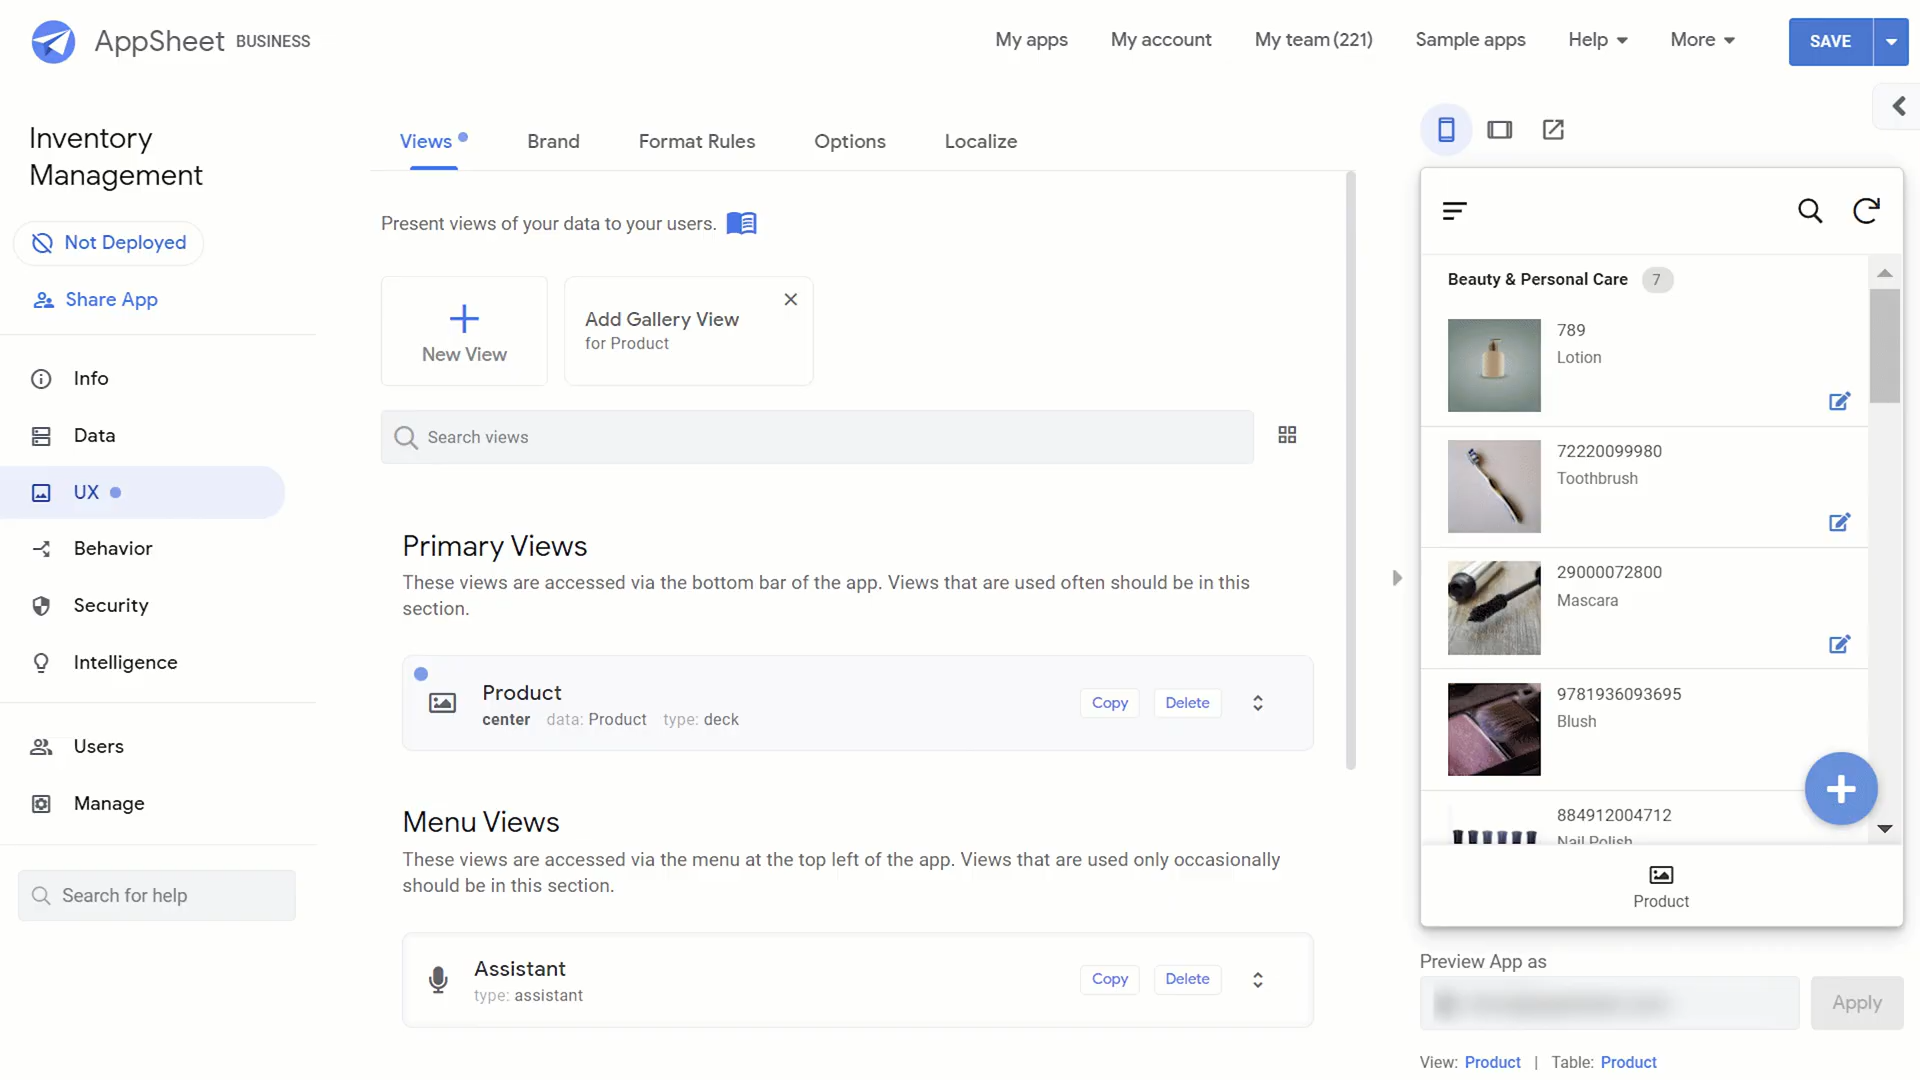 AppSheet BUSINESS
My apps
My account
My team (221)
Sample apps
Help
More
SAVE
Inventory
Management
Not Deployed
Share App
Info
Data
UX
Behavior
Security
Intelligence
Users
Manage
Search for help
Views
Brand
Format Rules
Options
Localize
Present views of your data to your users.
New View
Add Gallery View
for Product
Search views
Primary Views
These views are accessed via the bottom bar of the app. Views that are used often should be in this
section.
Product
center data: Product type: deck
Copy
Delete
Menu Views
These views are accessed via the menu at the top left of the app. Views that are used only occasionally
should be in this section.
Assistant
type: assistant
Copy
Delete
Beauty & Personal Care 7
789
Lotion
72220099980
Toothbrush
29000072800
Mascara
9781936093695
Blush
884912004712
Nail Polish
Product
Preview App as
Apply
View: Product | Table: Product